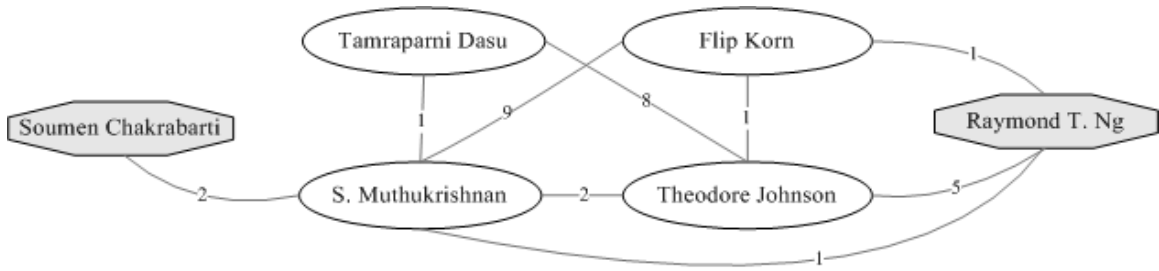 Tamraparni Dasu
Flip Korn
1
Soumen Chakrabarti
1
9
8
1
Raymond T. Ng
2
S. Muthukrishnan
2
Theodore Johnson
5
1